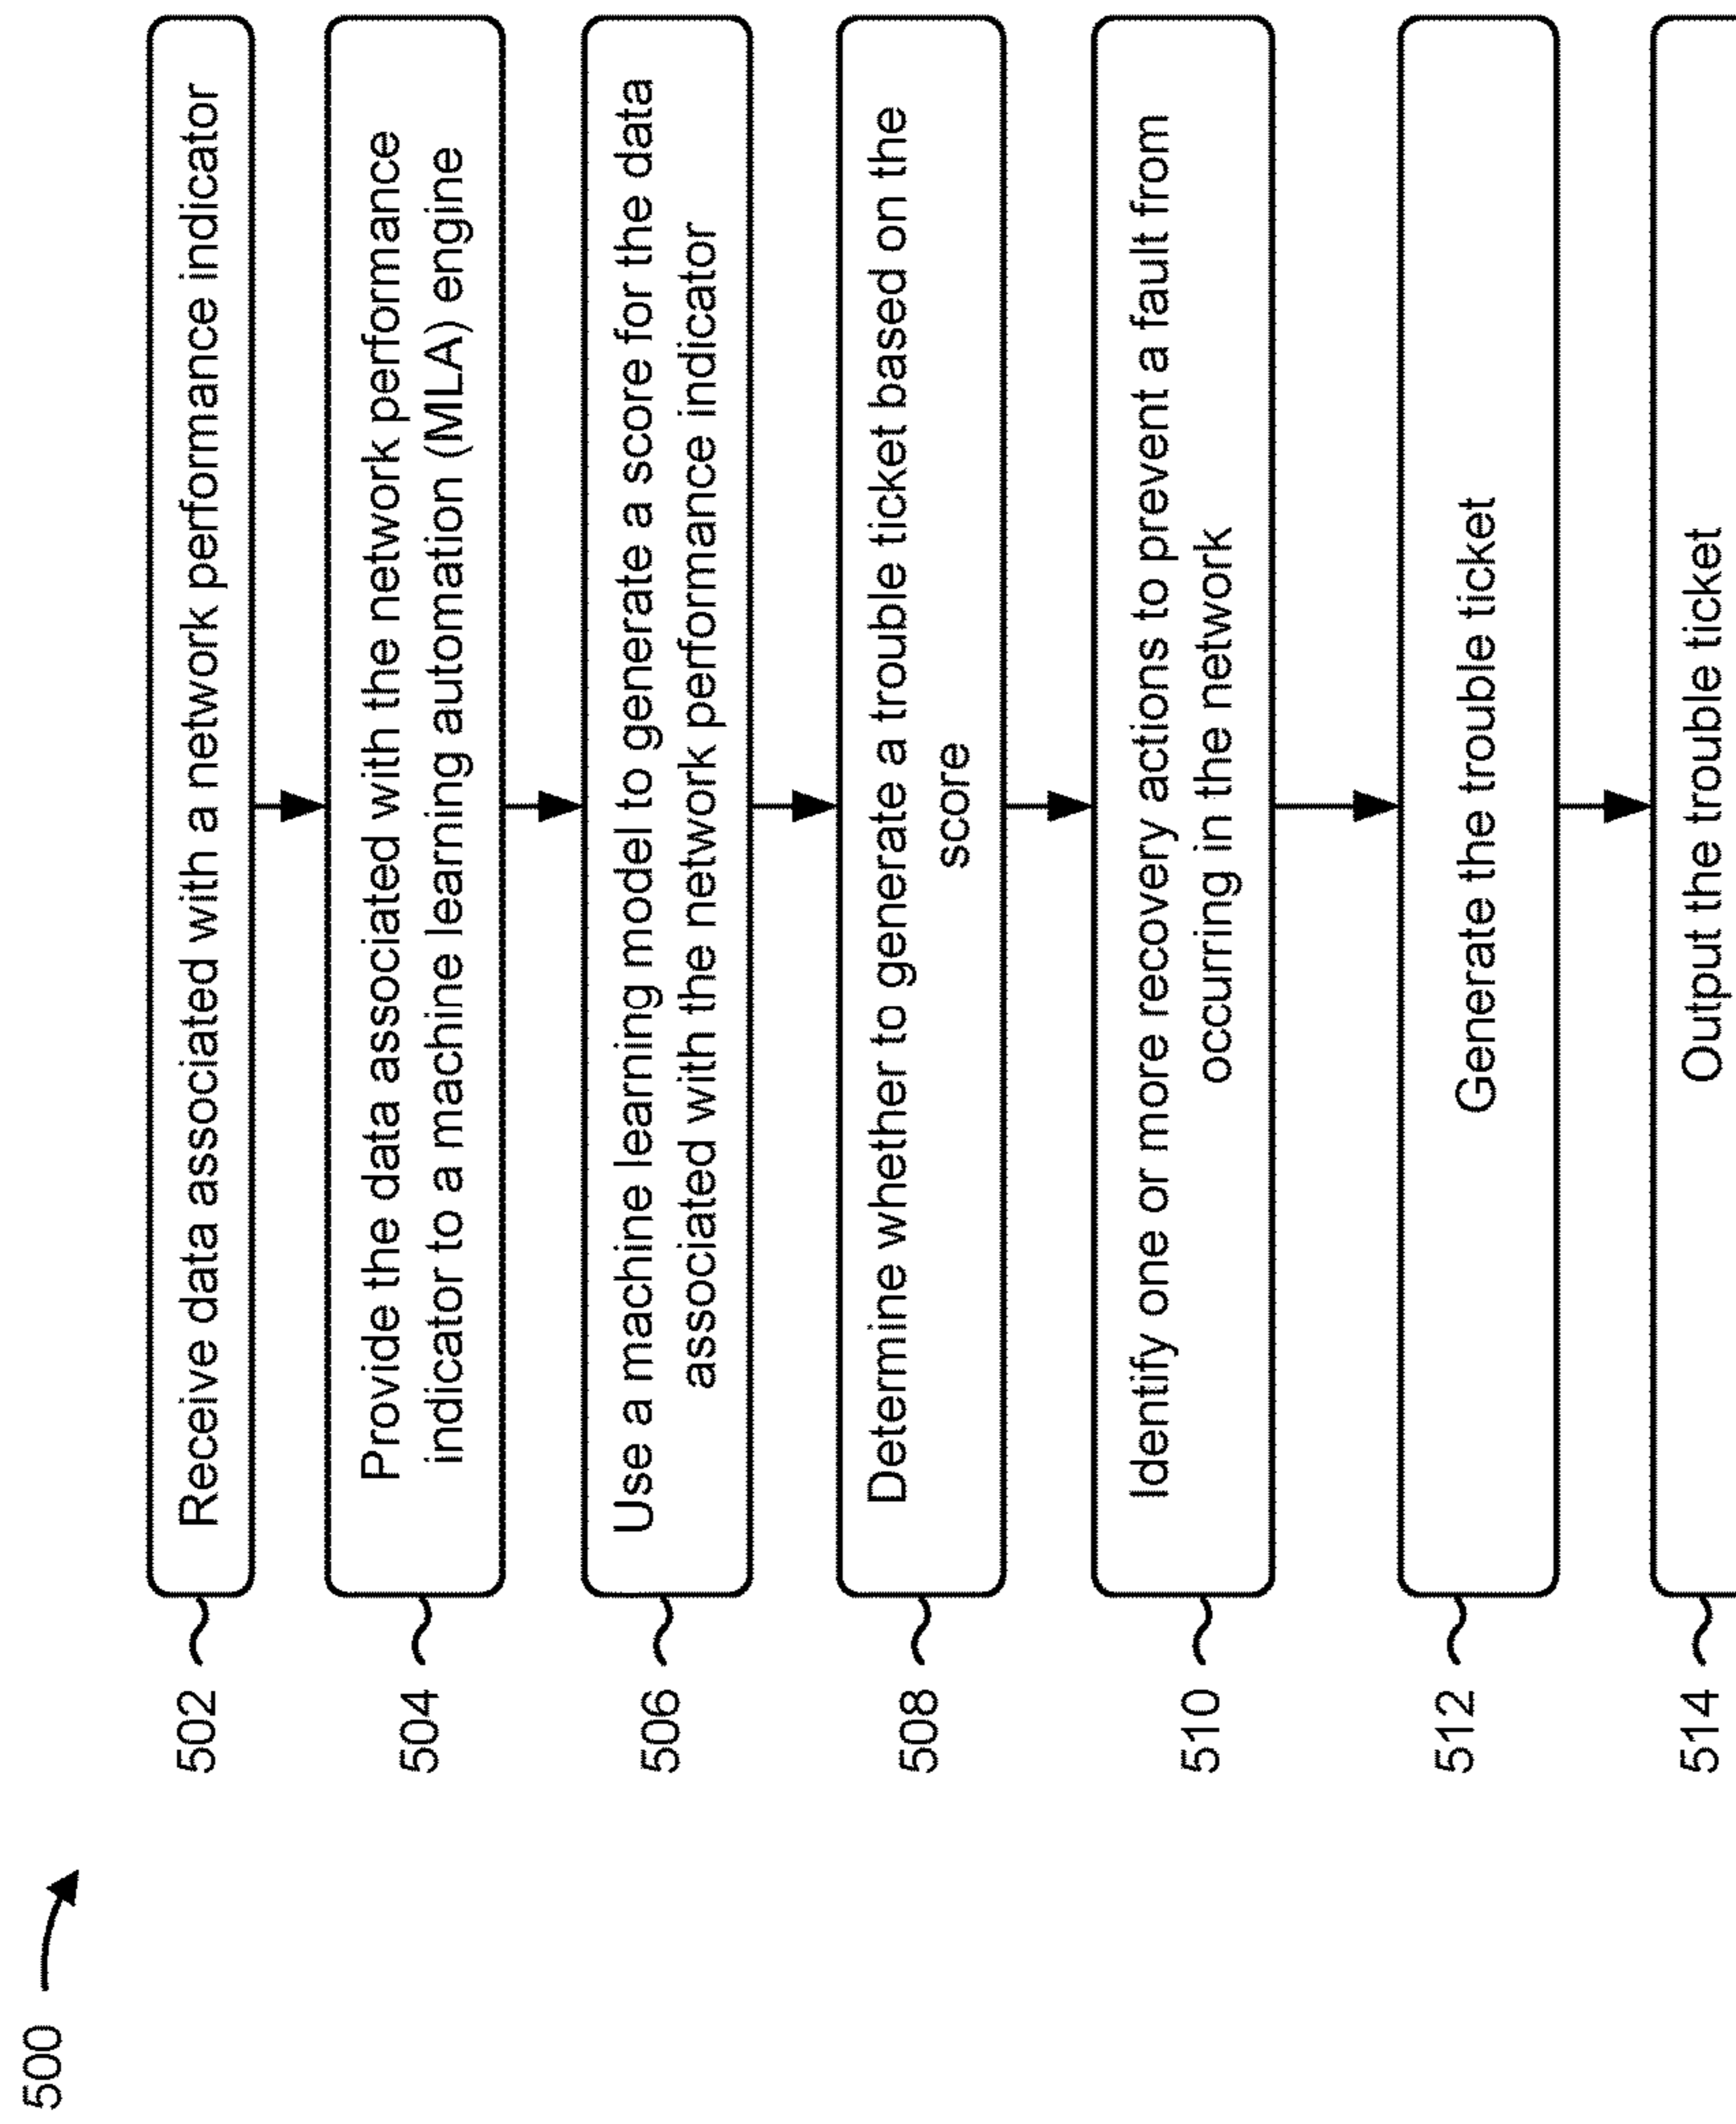 500
502
Receive data associated with a network performance indicator
504
Provide the data associated with the network performance
indicator to a machine learning automation (MLA) engine
506
Use a machine learning model to generate a score for the data
associated with the network performance indicator
508
Determine whether to generate a trouble ticket based on the
score
510
Identify one or more recovery actions to prevent a fault from
occurring in the network
512
Generate the trouble ticket
514
Output the trouble ticket